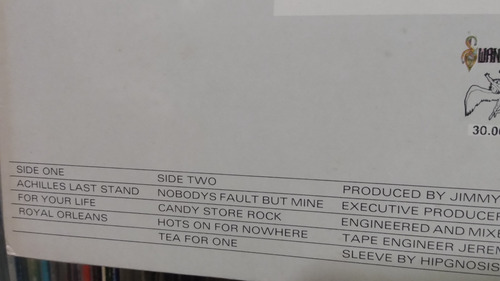 WAN
30.00
SIDE ONE
ACHILLES LAST STAND
FOR YOUR LIFE
ROYAL ORLEANS
SIDE TWO
NOBODYS FAULT BUT MINE
CANDY STORE ROCK
HOTS ON FOR NOWHERE
TEA FOR ONE
PRODUCED BY JIMMY
EXECUTIVE PRODUCER
ENGINEERED AND MIXE
TAPE ENGINEER JEREM
SLEEVE BY HIPGNOSIS